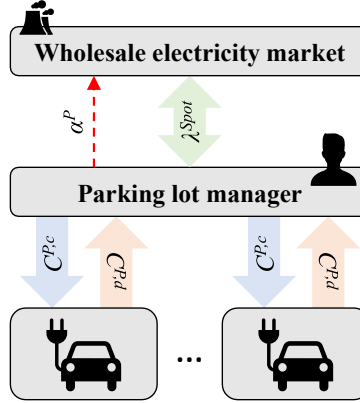 Wholesale electricity market
α^P
λ^Spot
Parking lot manager
C^P,c
C^P,d
C^P,c
C^P,d
...